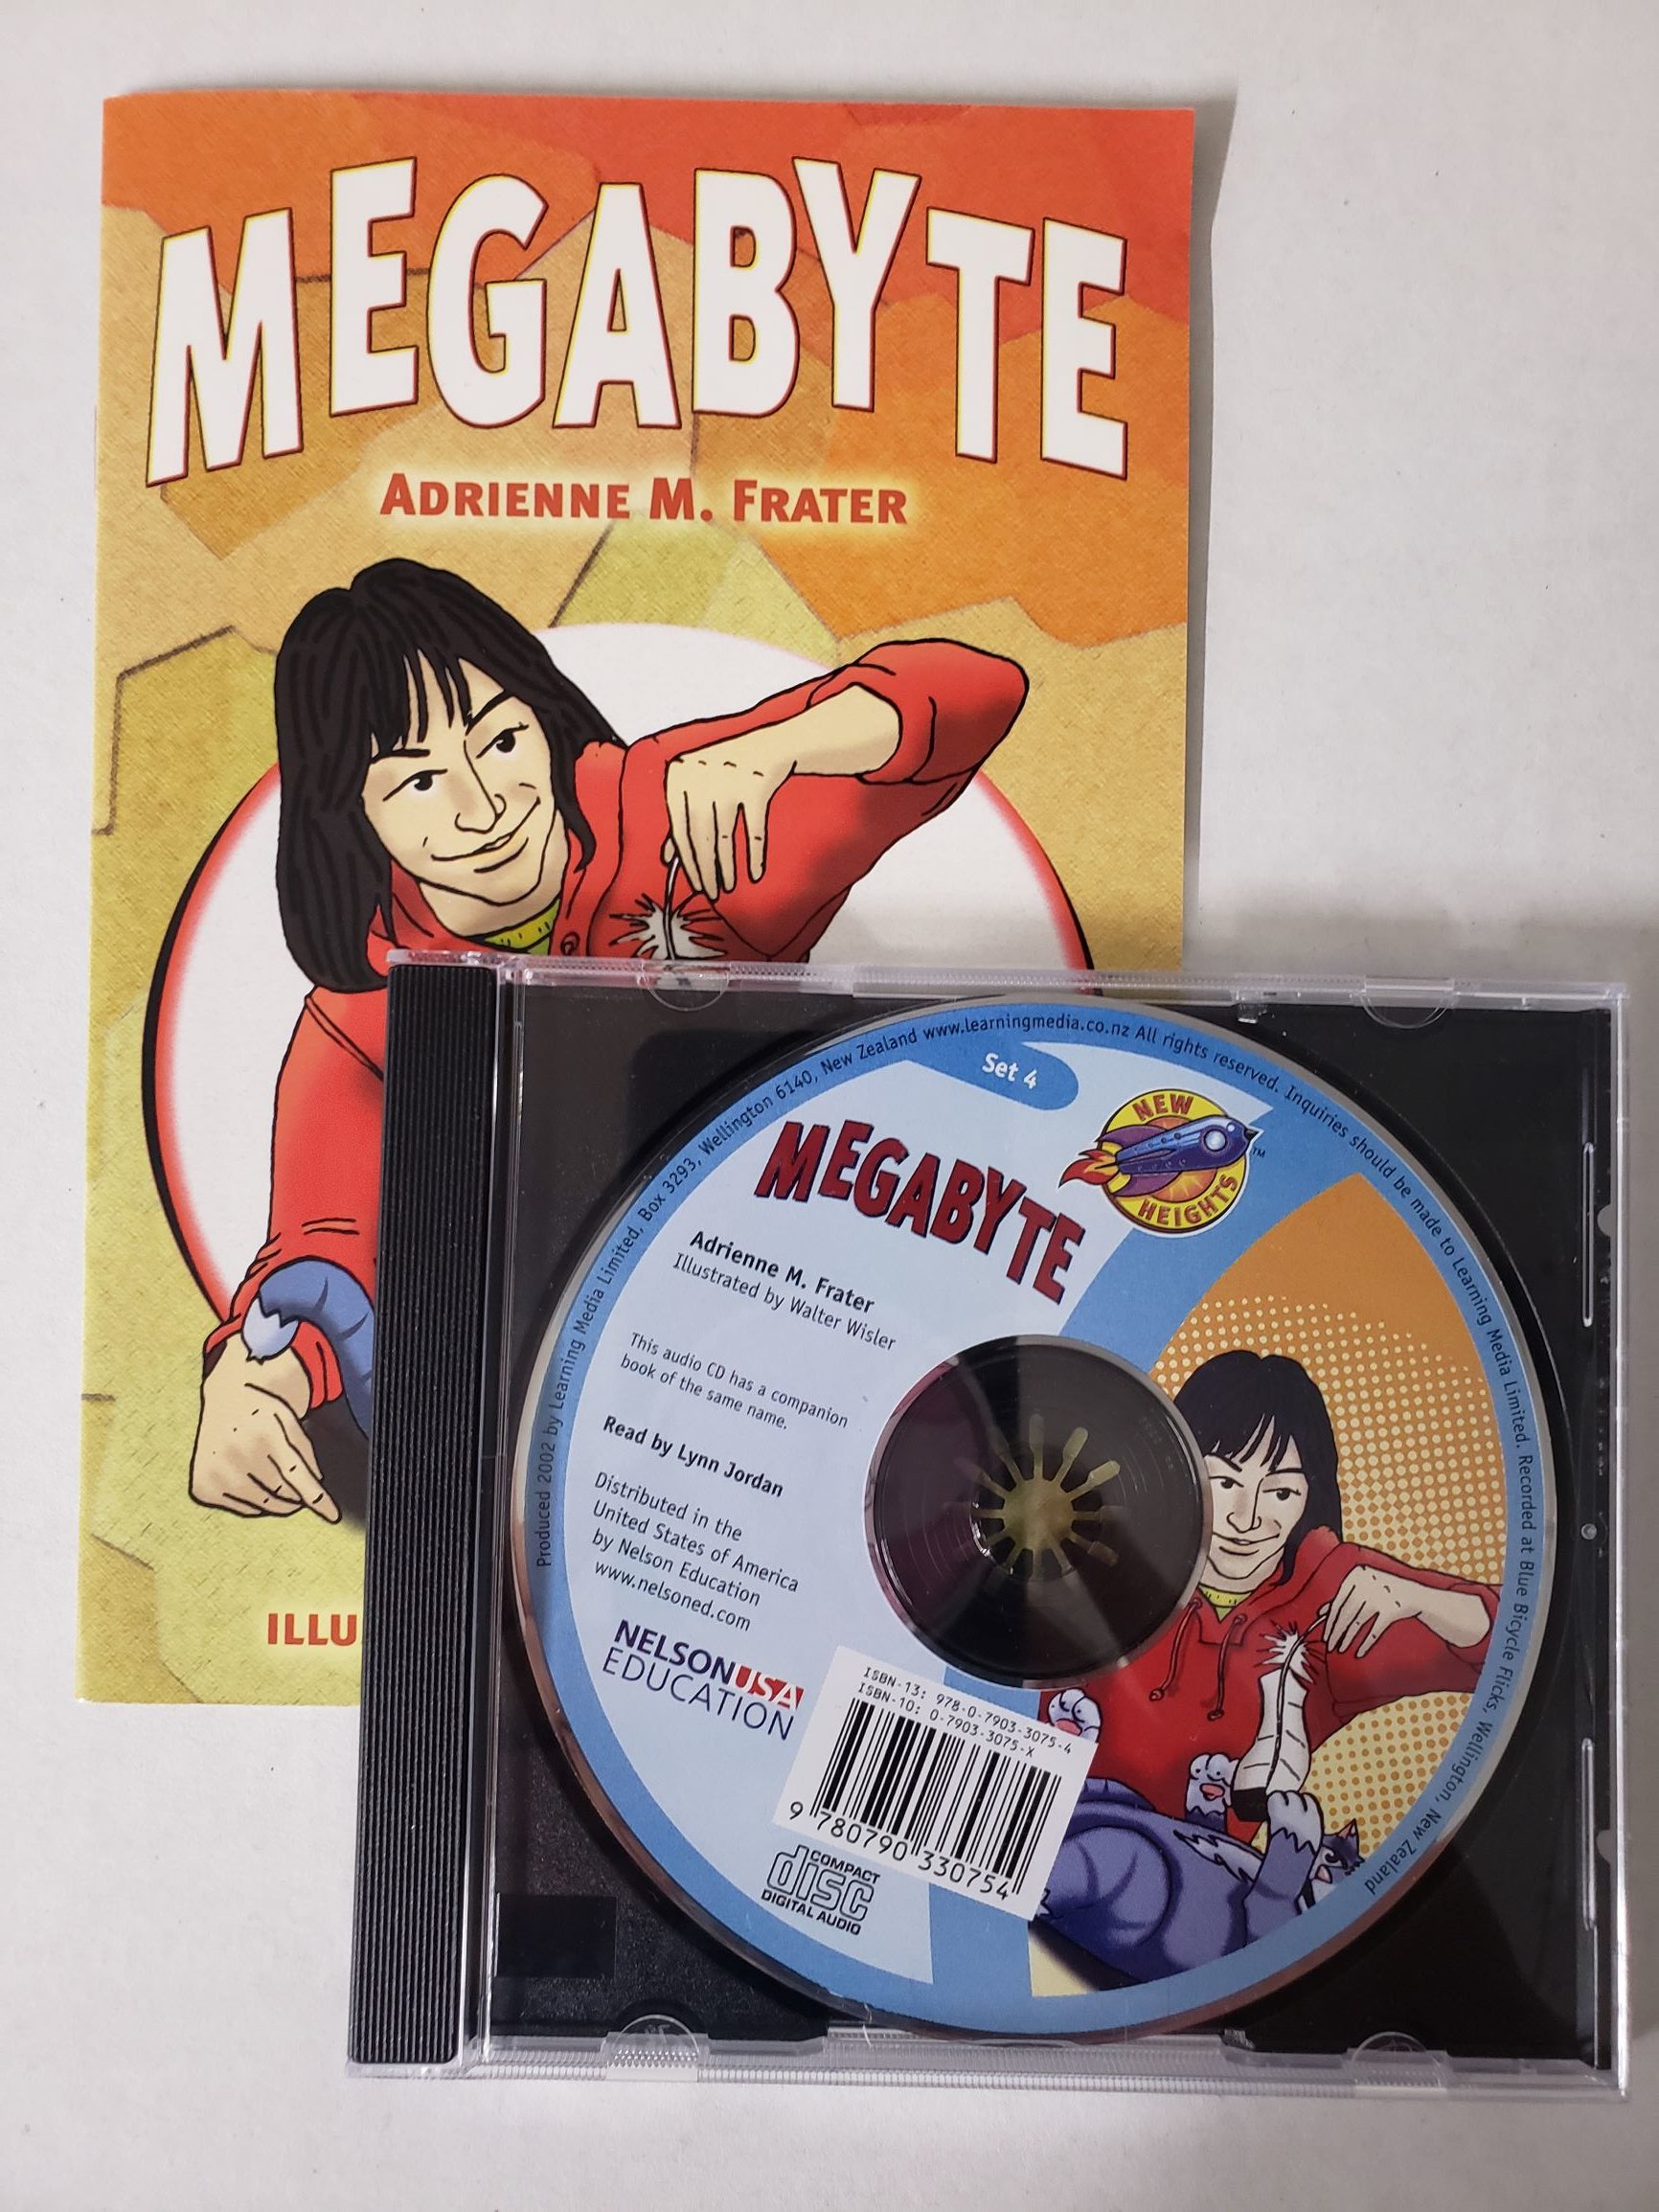 MEGABYTE
ADRIENNE M. FRATER
ILLU
Produced 2002 by Learning Media Limited, Box 3293, Wellington 6140, New Zealand www.learningmedia.co.nz All rights reserved. Inquiries should be made to Learning Media Limited. Recorded at Blue Bicycle Flicks, Wellington, New Zealand
Set 4
NEW
HEIGHTS™
MEGABYTE
Adrienne M. Frater
Illustrated by Walter Wisler
This audio CD has a companion
book of the same name.
Read by Lynn Jordan
Distributed in the
United States of America
by Nelson Education
www.nelsoned.com
NELSON USA
EDUCATION
ISBN-13: 978-0-7903-3075-4
ISBN-10: 0-7903-3075-X
9 780790 330754
COMPACT
disc
DIGITAL AUDIO